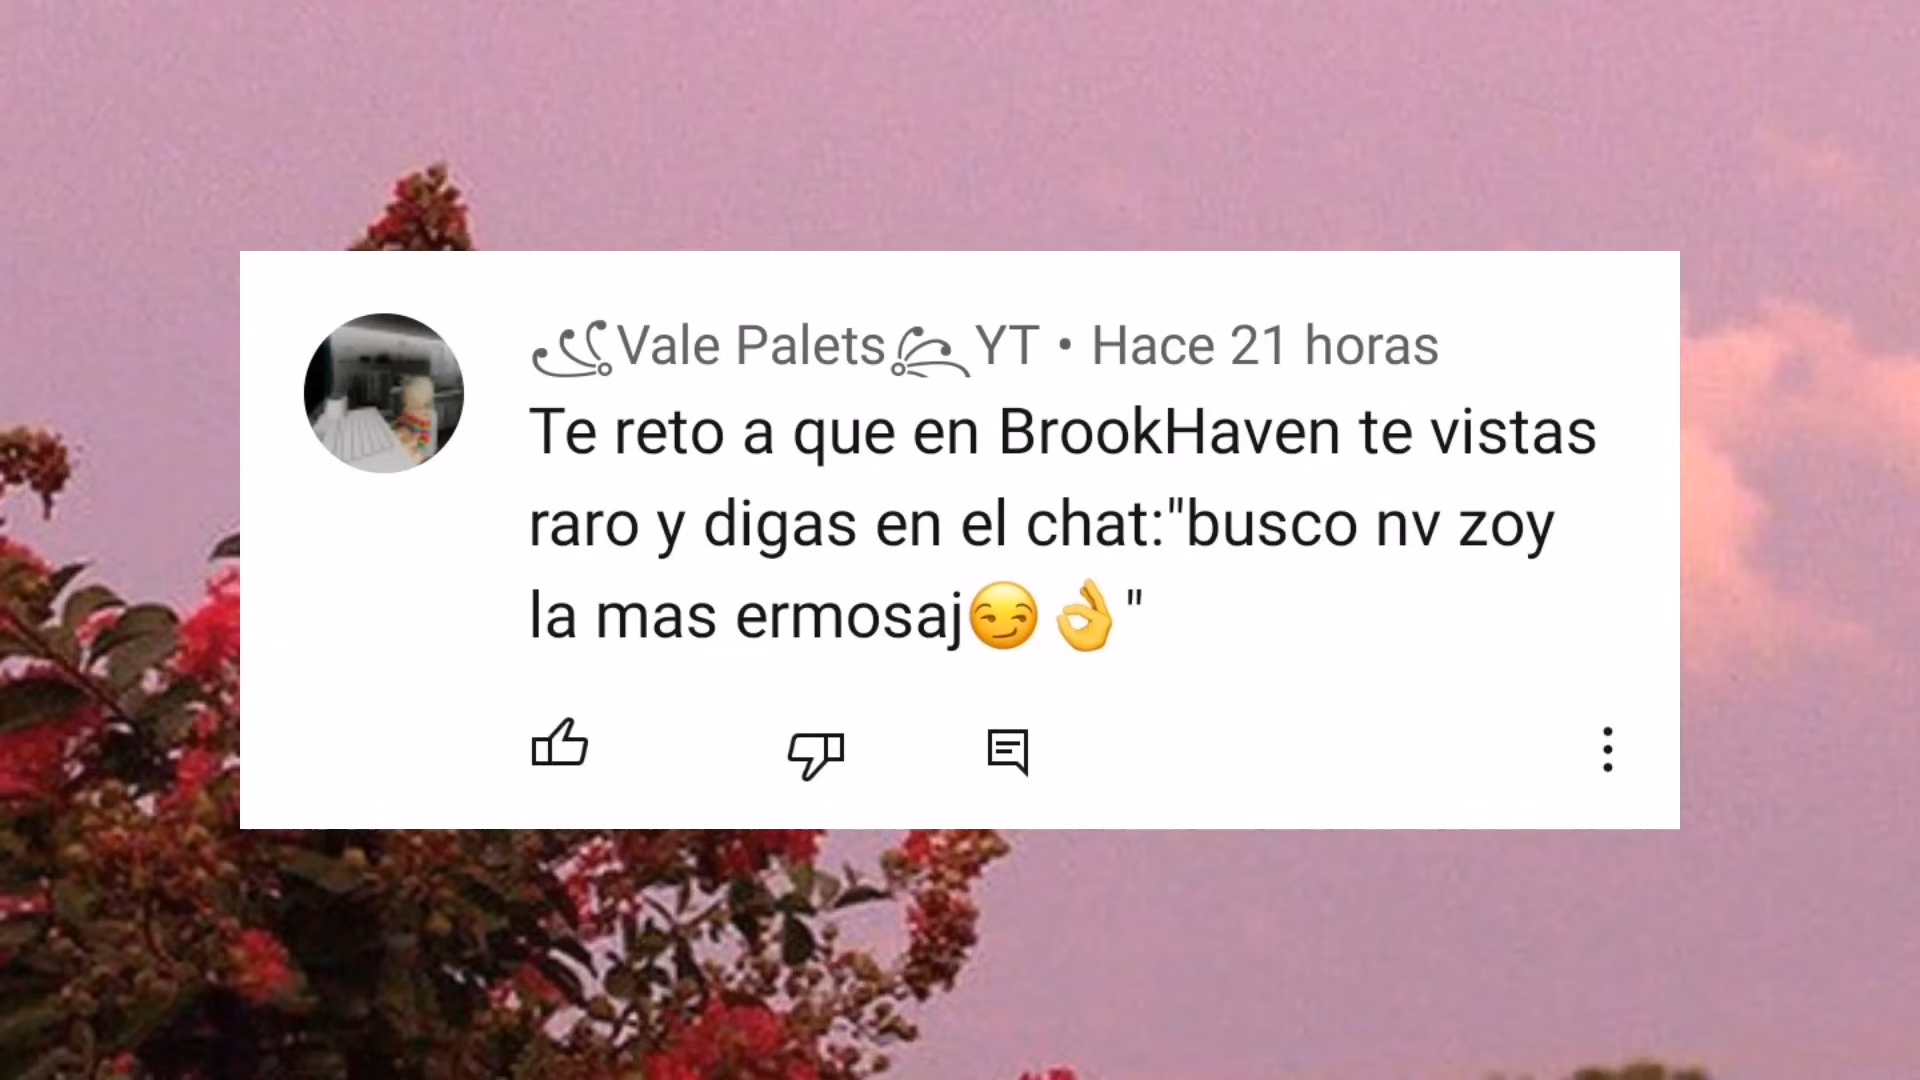 Vale Palets YT • Hace 21 horas
Te reto a que en BrookHaven te vistas
raro y digas en el chat:"busco nv zoy
la mas ermosaj😏👌"